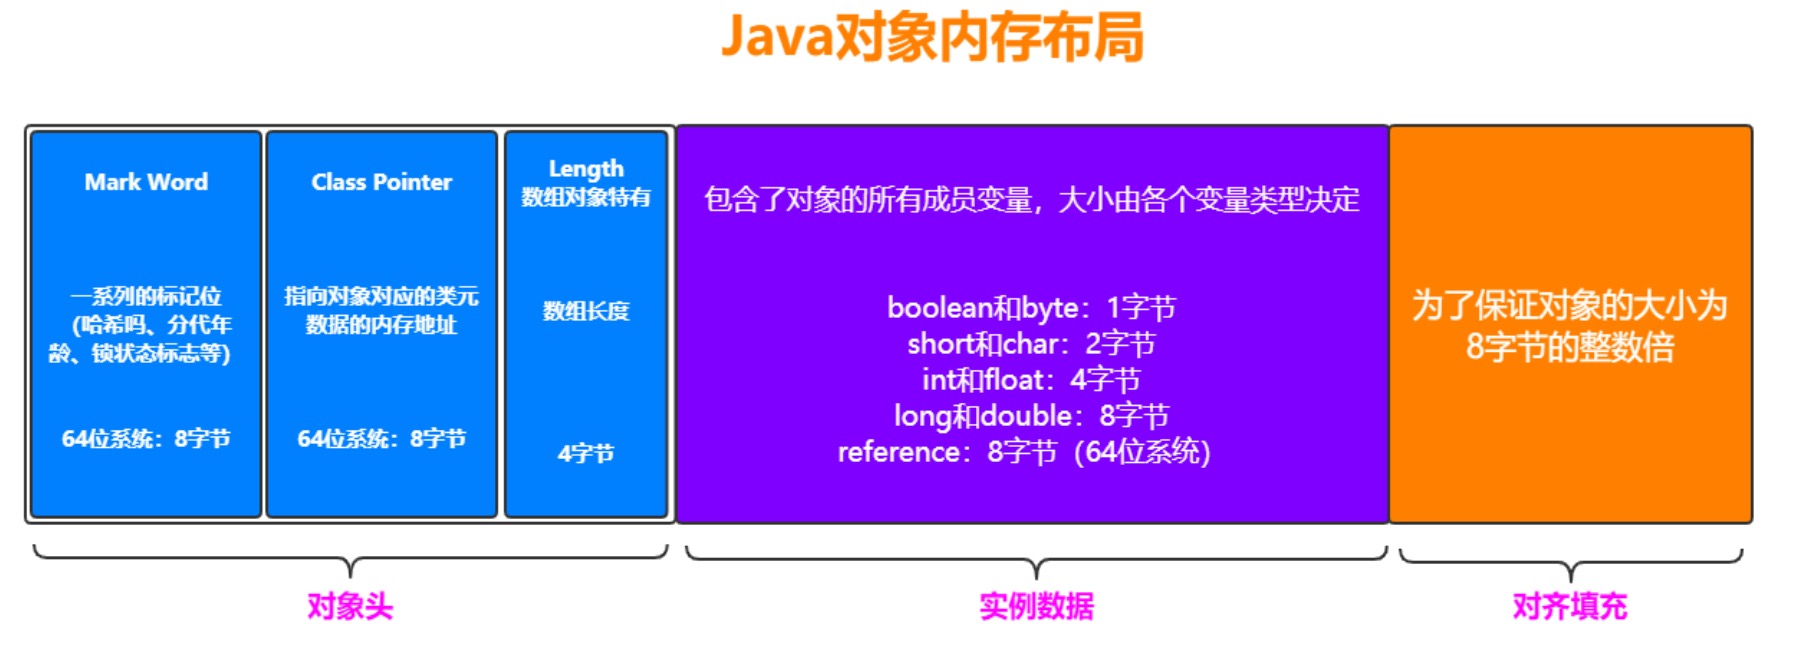 Java对象内存布局
Mark Word
一系列的标记位
(哈希吗、分代年
龄、锁状态标志等)
64位系统：8字节
Class Pointer
指向对象对应的类元
数据的内存地址
64位系统：8字节
Length
数组对象特有
数组长度
4字节
包含了对象的所有成员变量，大小由各个变量类型决定
boolean和byte：1字节
short和char：2字节
int和float：4字节
long和double：8字节
reference：8字节（64位系统）
为了保证对象的大小为
8字节的整数倍
对象头
实例数据
对齐填充